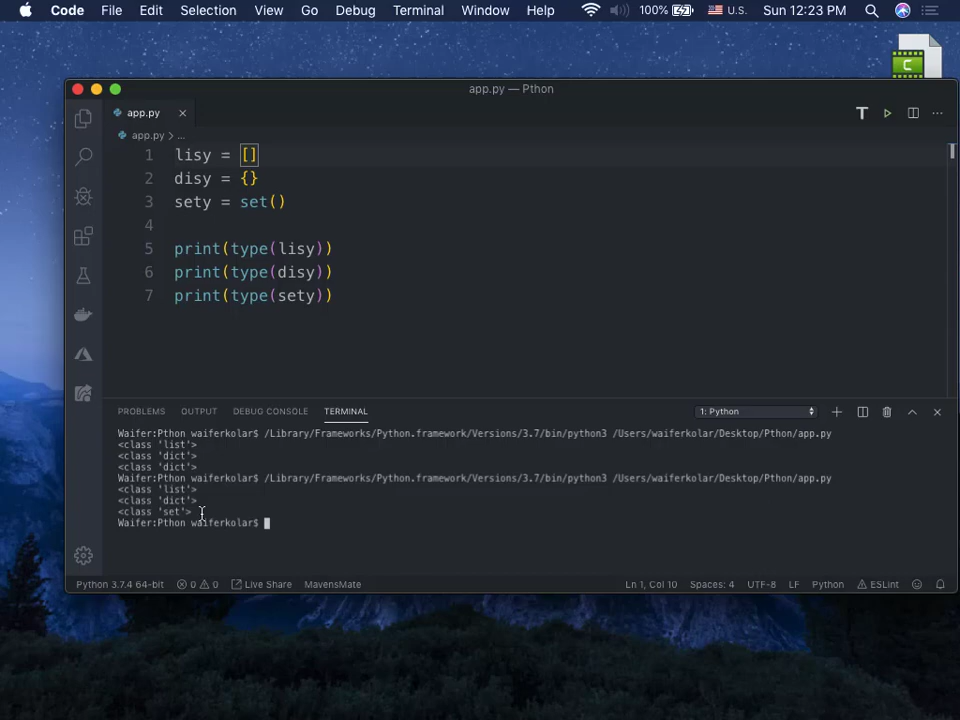 Code File Edit Selection View Go Debug Terminal Window Help 100% U.S. Sun 12:23 PM
C
app.py — Pthon
app.py
app.py > ...
1 lisy = []
2 disy = {}
3 sety = set()
4
5 print(type(lisy))
6 print(type(disy))
7 print(type(sety))
PROBLEMS OUTPUT DEBUG CONSOLE TERMINAL 1: Python
Waifer:Pthon waiferkolar$ /Library/Frameworks/Python.framework/Versions/3.7/bin/python3 /Users/waiferkolar/Desktop/Pthon/app.py
<class 'list'>
<class 'dict'>
<class 'dict'>
Waifer:Pthon waiferkolar$ /Library/Frameworks/Python.framework/Versions/3.7/bin/python3 /Users/waiferkolar/Desktop/Pthon/app.py
<class 'list'>
<class 'dict'>
<class 'set'>
Waifer:Pthon waiferkolar$
Python 3.7.4 64-bit 0 0 Live Share MavensMate Ln 1, Col 10 Spaces: 4 UTF-8 LF Python ESLint